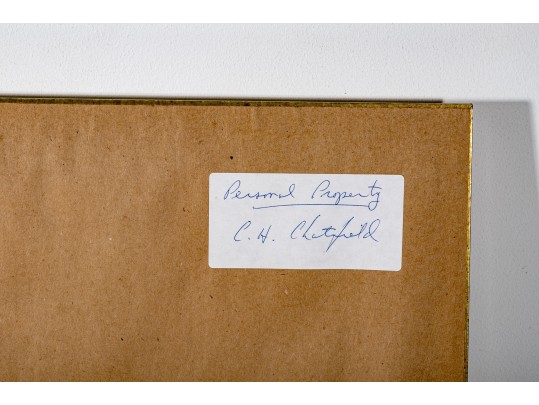 Personal Property
C. H. Chatfield